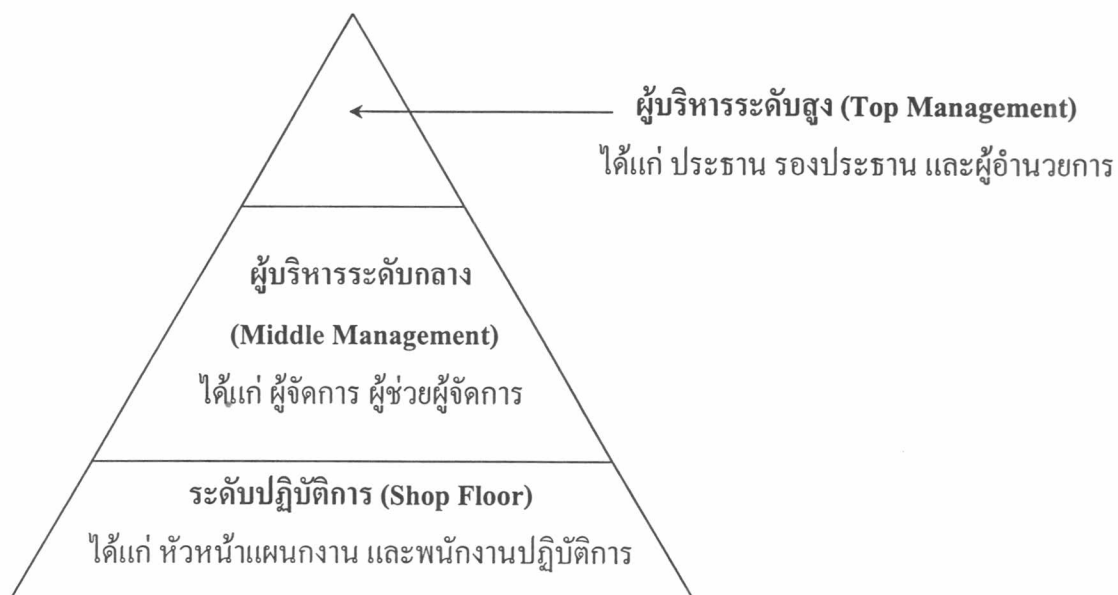 ผู้บริหารระดับสูง (Top Management)
ได้แก่ ประธาน รองประธาน และผู้อำนวยการ
ผู้บริหารระดับกลาง
(Middle Management)
ได้แก่ ผู้จัดการ ผู้ช่วยผู้จัดการ
ระดับปฏิบัติการ (Shop Floor)
ได้แก่ หัวหน้าแผนกงาน และพนักงานปฏิบัติการ